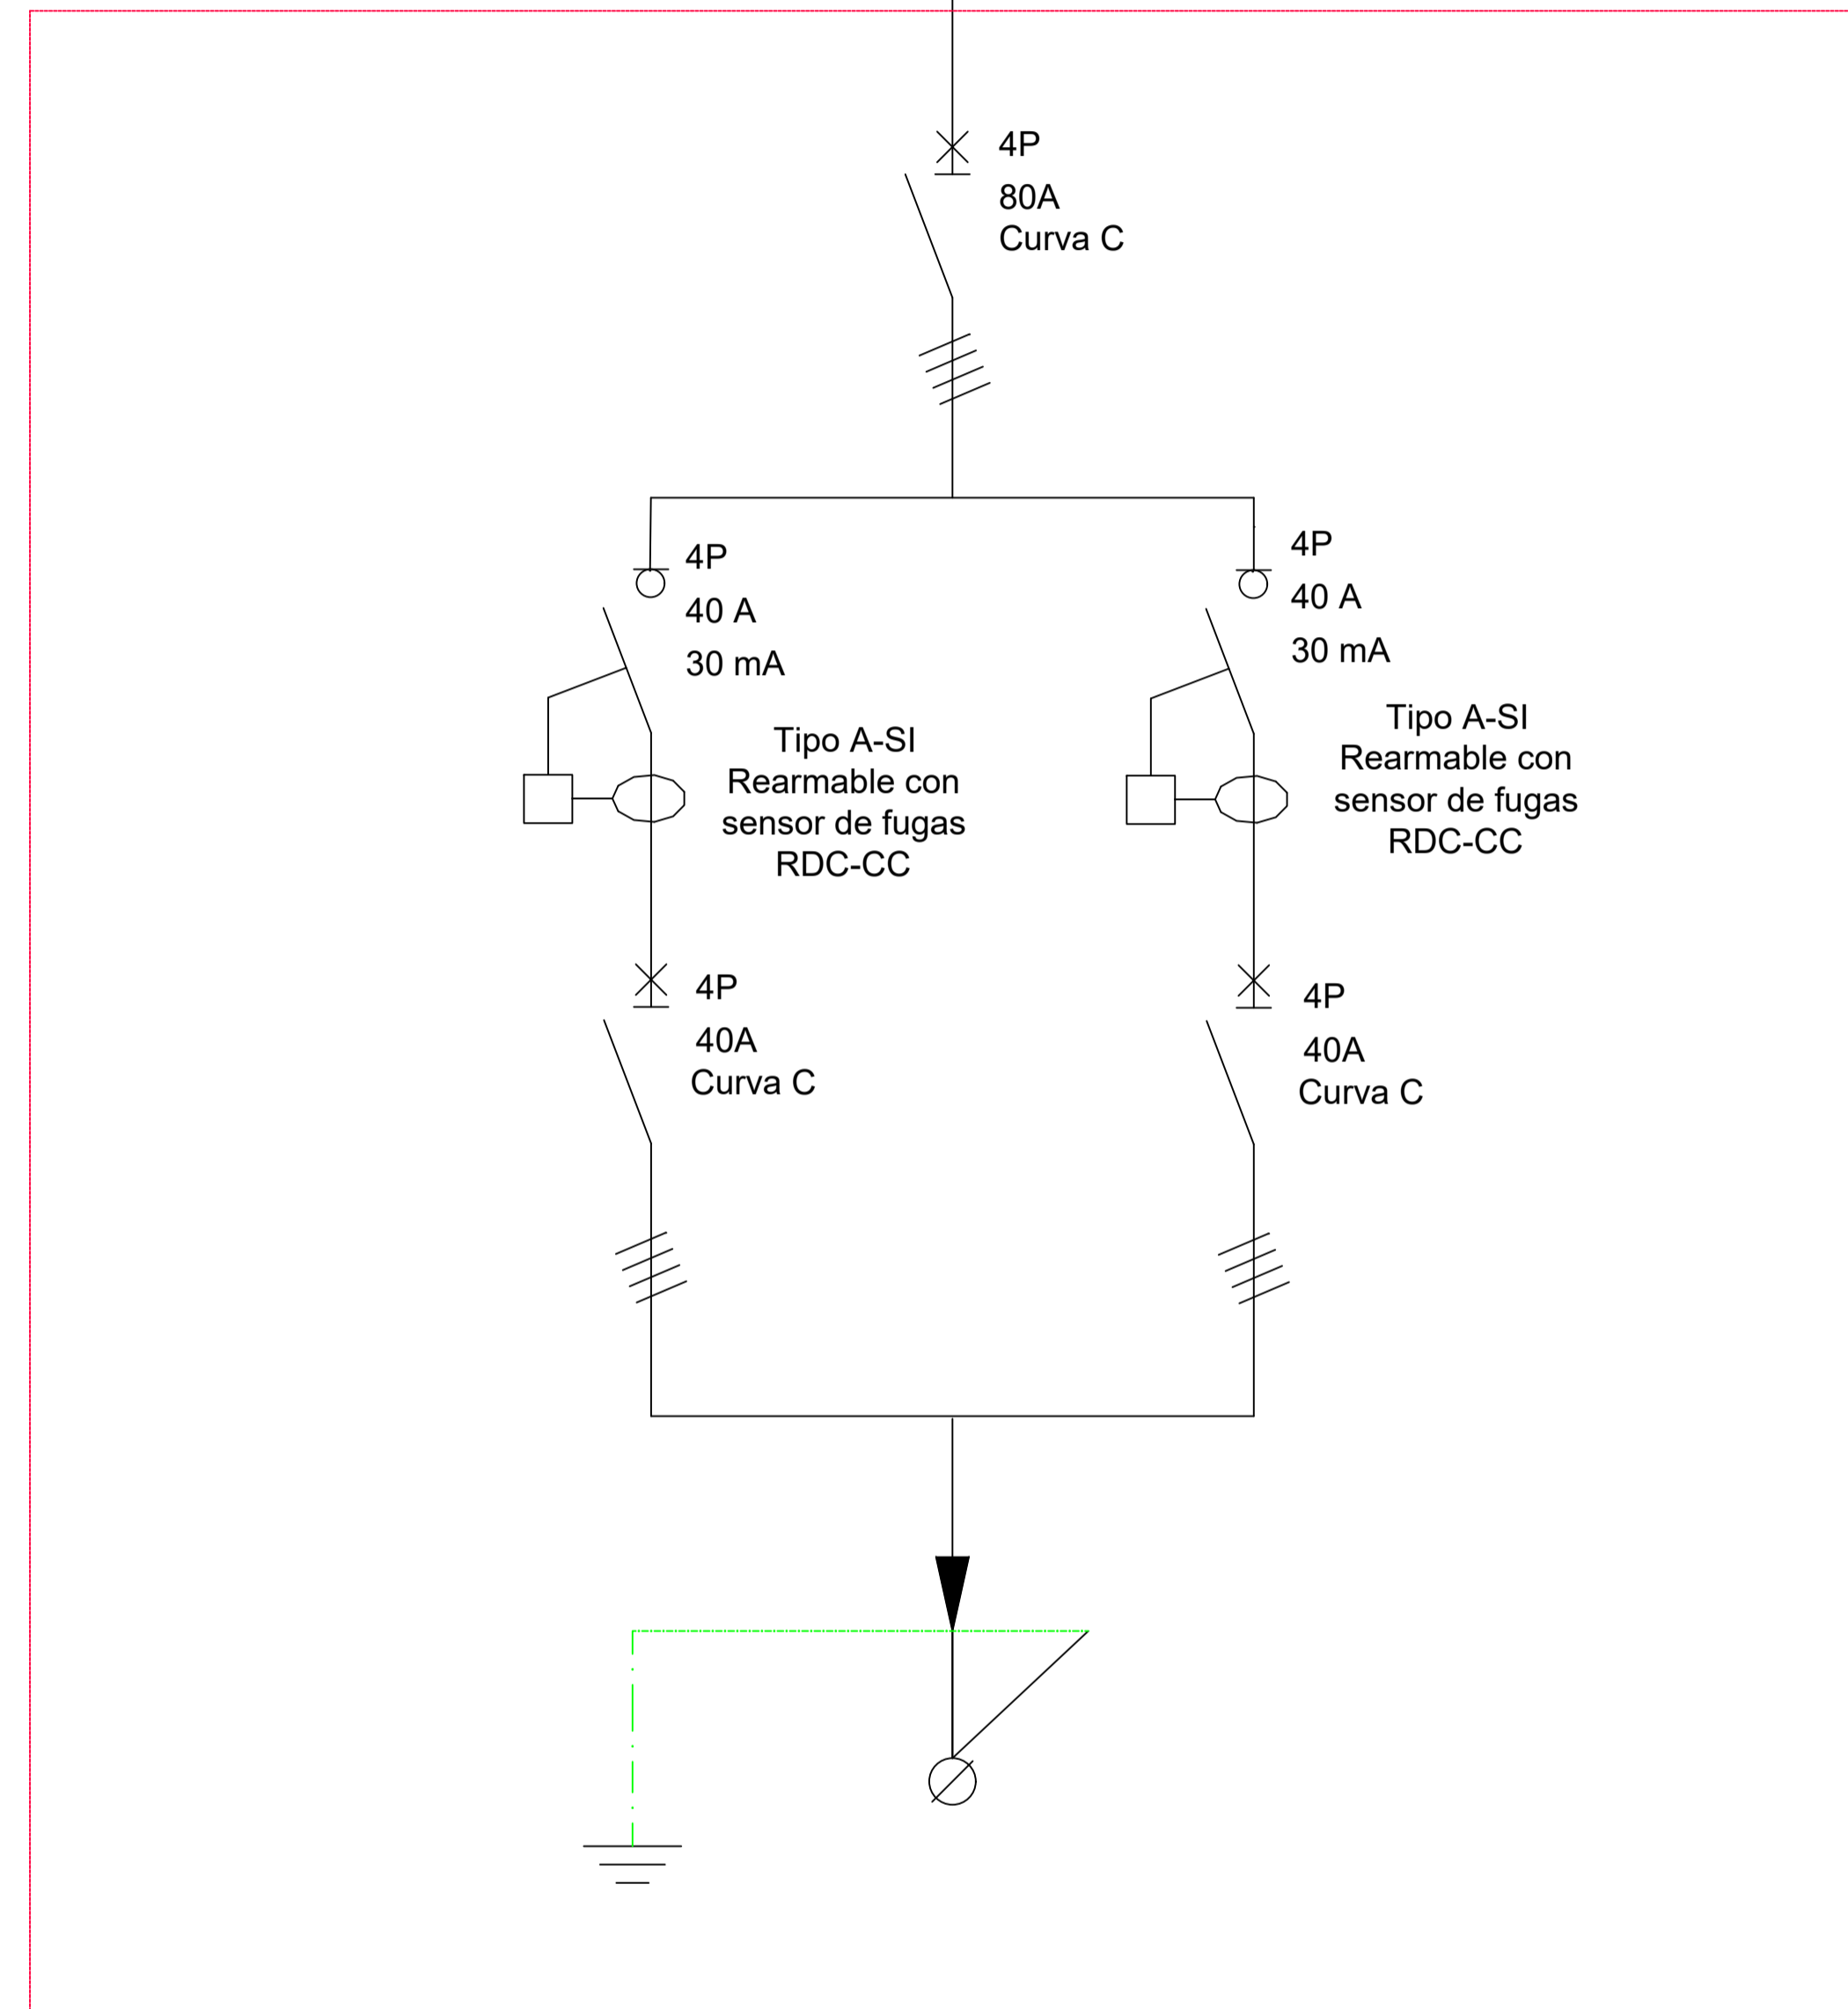 4P
80A
Curva C
4P
40 A
30 mA
Tipo A-SI
Rearmable con
sensor de fugas
RDC-CC
4P
40 A
30 mA
Tipo A-SI
Rearmable con
sensor de fugas
RDC-CC
4P
40A
Curva C
4P
40A
Curva C